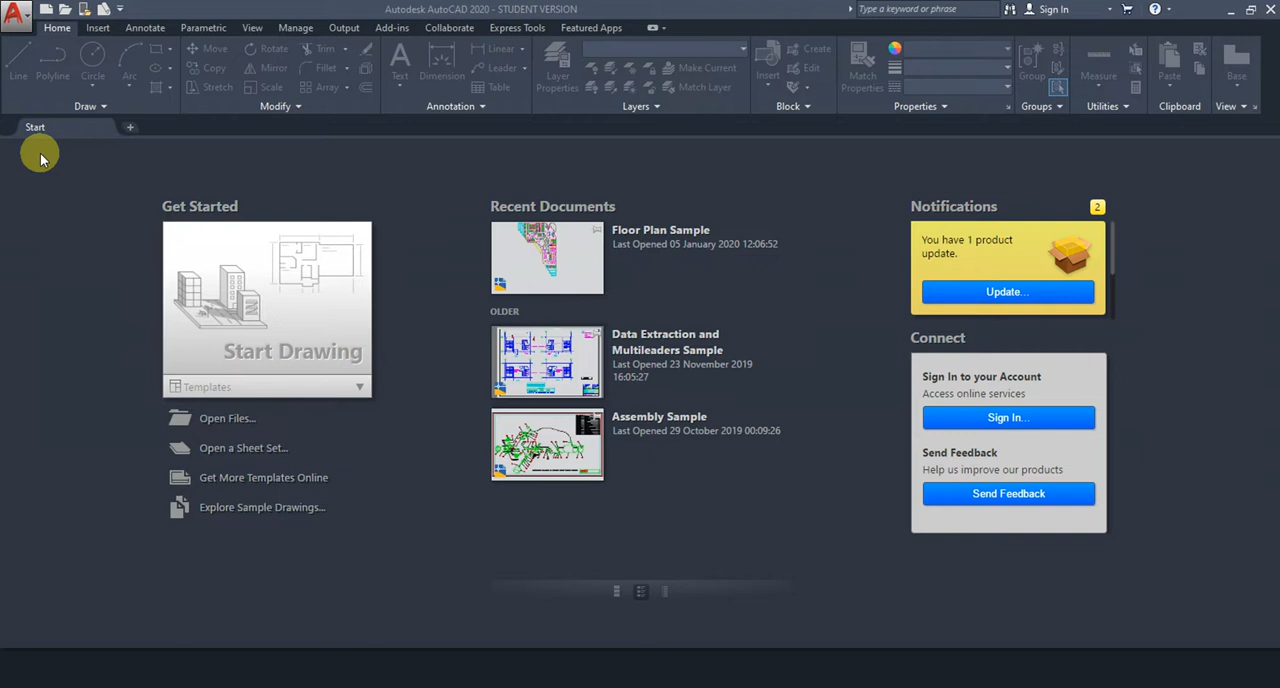 Autodesk AutoCAD 2020 - STUDENT VERSION
Type a keyword or phrase
Sign In
Home Insert Annotate Parametric View Manage Output Add-ins Collaborate Express Tools Featured Apps
Line Polyline Circle Arc
Move Rotate Trim
Copy Mirror Fillet
Stretch Scale Array
Text Dimension
Linear
Leader
Table
Layer Properties
Make Current
Match Layer
Insert
Create
Edit
Match Properties
Group
Measure
Paste
Base
Draw Modify Annotation Layers Block Properties Groups Utilities Clipboard View
Start
Get Started
Start Drawing
Templates
Open Files...
Open a Sheet Set...
Get More Templates Online
Explore Sample Drawings...
Recent Documents
Floor Plan Sample
Last Opened 05 January 2020 12:06:52
OLDER
Data Extraction and
Multileaders Sample
Last Opened 23 November 2019
16:05:27
Assembly Sample
Last Opened 29 October 2019 00:09:26
Notifications 2
You have 1 product
update.
Update...
Connect
Sign In to your Account
Access online services
Sign In...
Send Feedback
Help us improve our products
Send Feedback